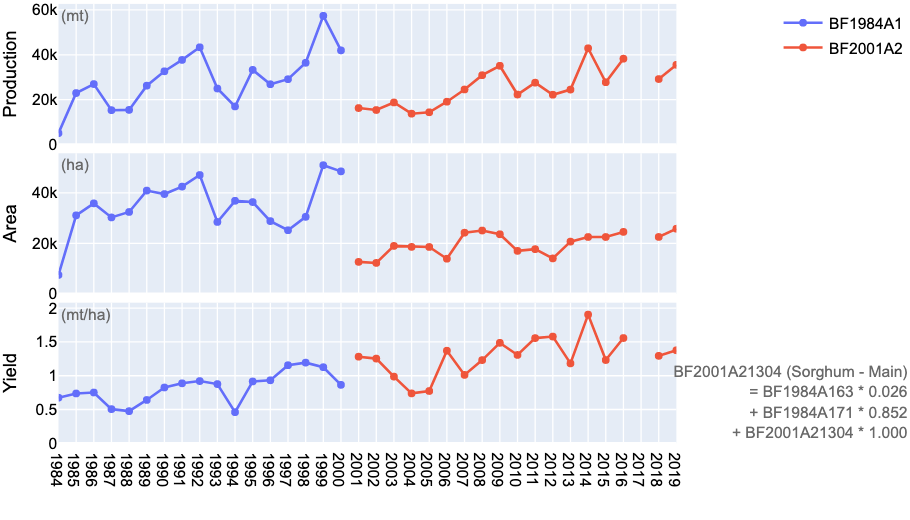 Production
60k
(mt)
40k
20k
0
BF1984A1
BF2001A2
Area
(ha)
40k
20k
0
Yield
2
(mt/ha)
1.5
1
0.5
0
BF2001A21304 (Sorghum - Main)
= BF1984A163 * 0.026
+ BF1984A171 * 0.852
+ BF2001A21304 * 1.000
1984
1985
1986
1987
1988
1989
1990
1991
1992
1993
1994
1995
1996
1997
1998
1999
2000
2001
2002
2003
2004
2005
2006
2007
2008
2009
2010
2011
2012
2013
2014
2015
2016
2017
2018
2019